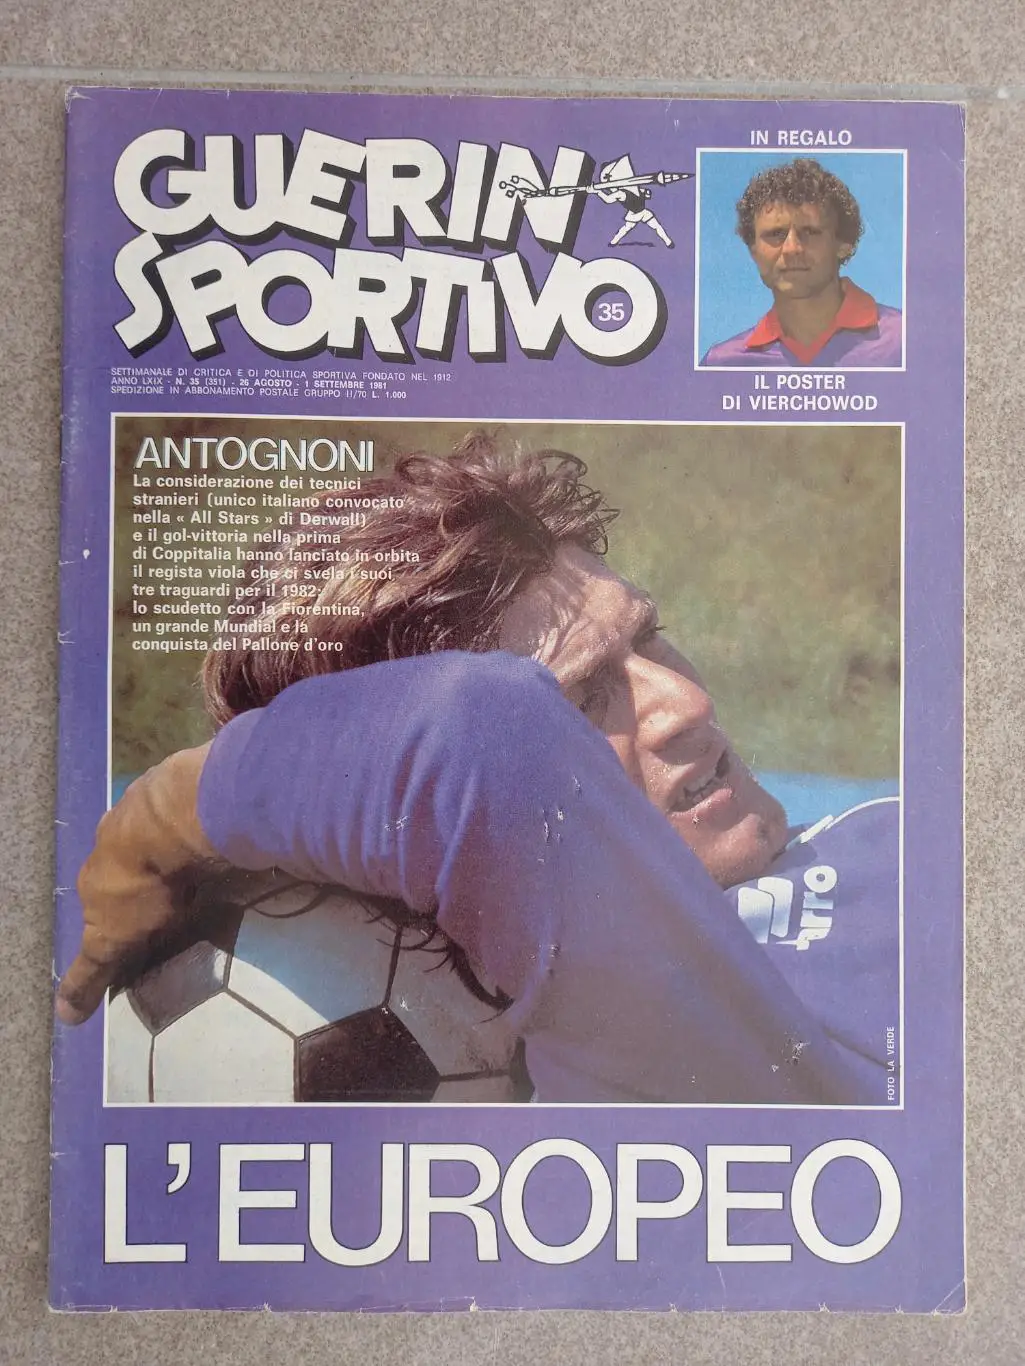 GUERIN
SPORTIVO
35
SETTIMANALE DI CRITICA E DI POLITICA SPORTIVA FONDATO NEL 1912
ANNO LXIX - N. 35 (351) - 26 AGOSTO - 1 SETTEMBRE 1981
SPEDIZIONE IN ABBONAMENTO POSTALE GRUPPO II/70 L. 1.000
IN REGALO
IL POSTER
DI VIERCHOWOD
ANTOGNONI
La considerazione dei tecnici
stranieri (unico italiano convocato
nella « All Stars » di Derwall)
e il gol-vittoria nella prima
di Coppitalia hanno lanciato in orbita
il regista viola che ci svela i suoi
tre traguardi per il 1982:
lo scudetto con la Fiorentina,
un grande Mundial e la
conquista del Pallone d'oro
FOTO LA VERDE
L'EUROPEO